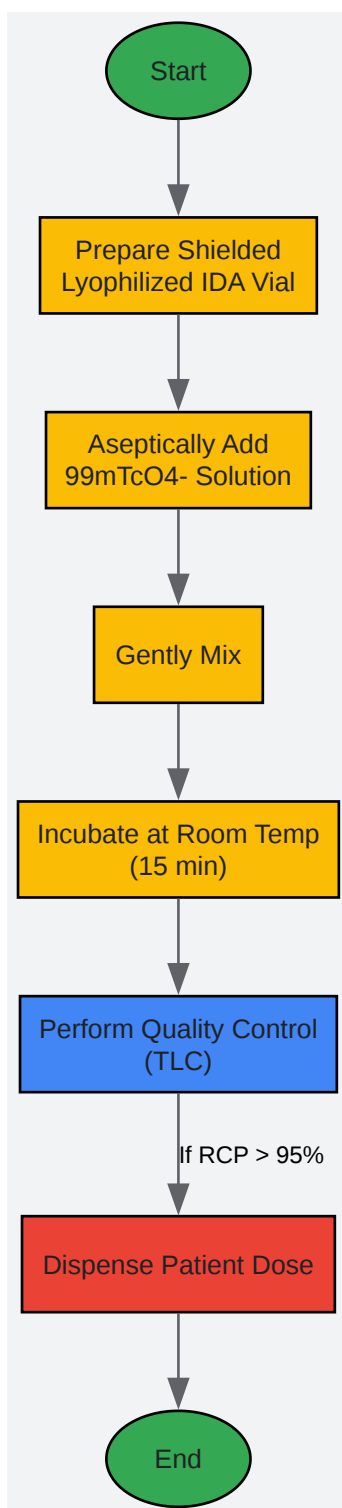 Start
Prepare Shielded
Lyophilized IDA Vial
Aseptically Add
99mTcO4- Solution
Gently Mix
Incubate at Room Temp
(15 min)
Perform Quality Control
(TLC)
If RCP > 95%
Dispense Patient Dose
End